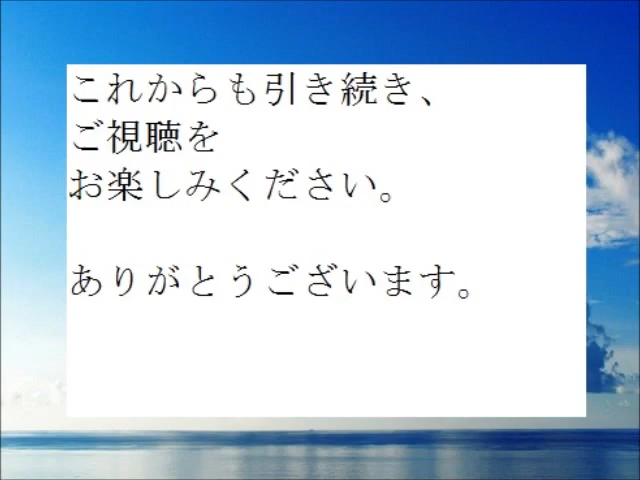 これからも引き続き、
ご視聴を
お楽しみください。
ありがとうございます。